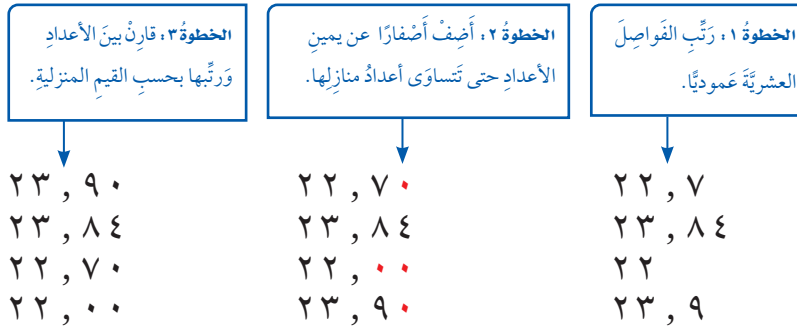 الخطوةُ ١ : رَتِّبِ الفَواصِلَ
العشريَّةَ عَموديًّا.
٢٢,٧
٢٣,٨٤
٢٢
٢٣,٩
الخطوةُ ٢ : أَضِفْ أَصْفارًا عن يمينِ
الأعدادِ حتى تَتساوَى أعدادُ منازِلِها.
٢٢,٧٠
٢٣,٨٤
٢٢,٠٠
٢٣,٩٠
الخطوةُ ٣ : قارِنْ بينَ الأعدادِ
وَرتِّبها بحسبِ القيمِ المنزليةِ.
٢٣,٩٠
٢٣,٨٤
٢٢,٧٠
٢٢,٠٠